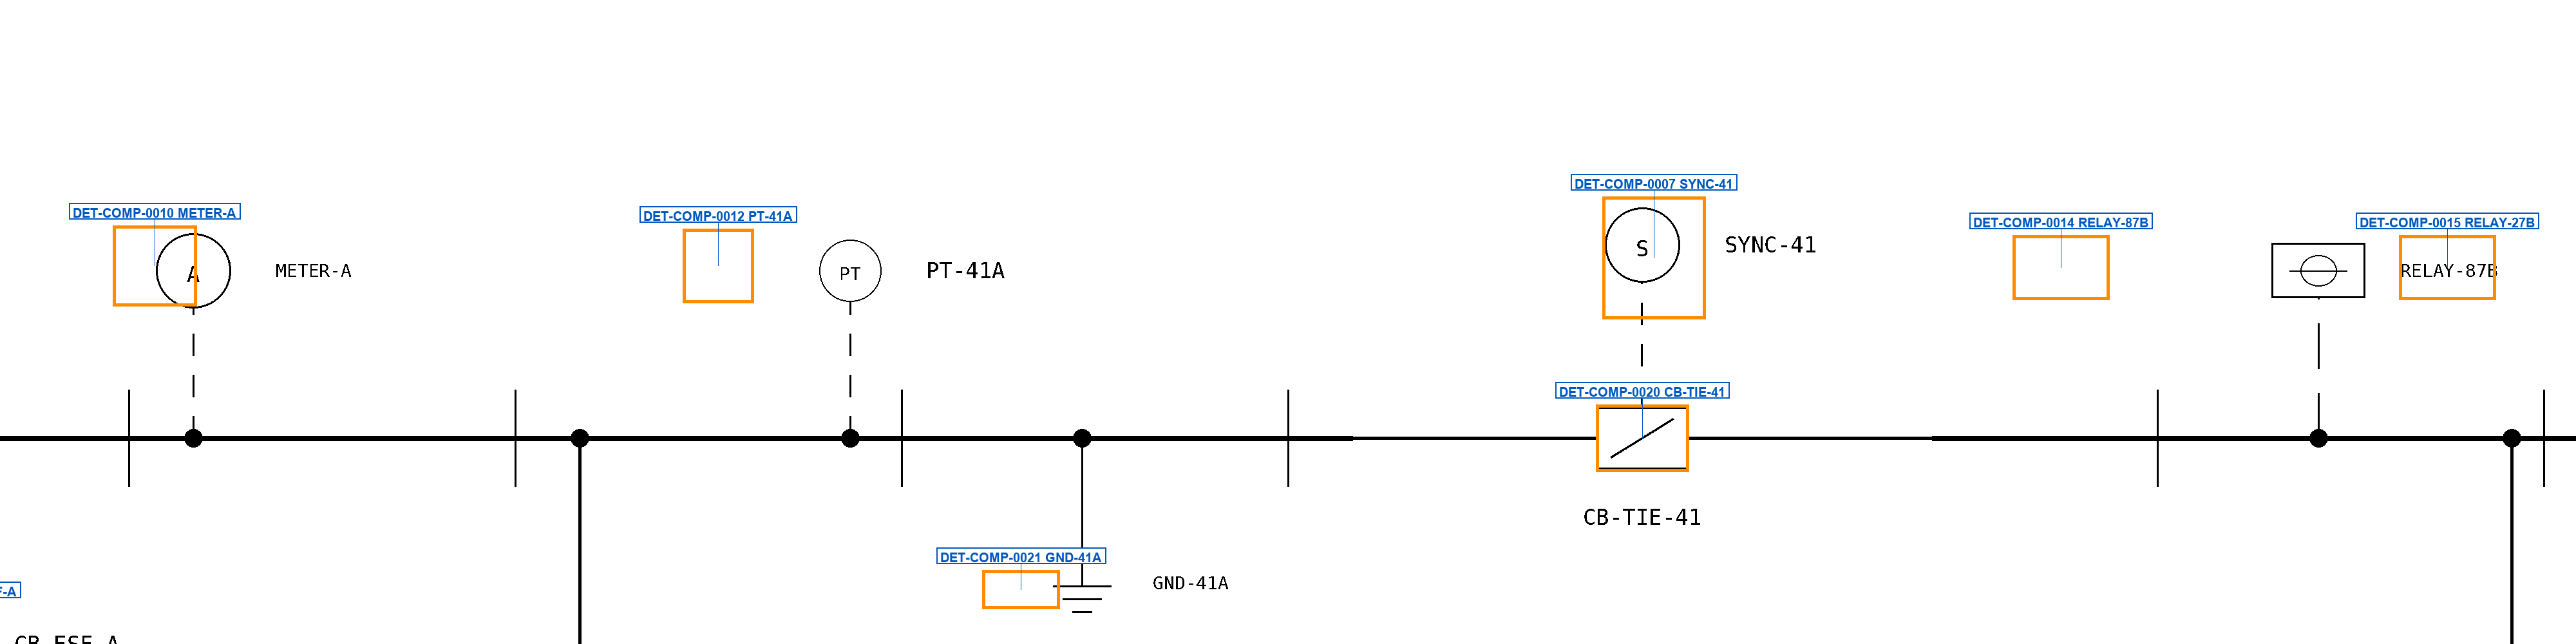 DET-COMP-0007 SYNC-41
DET-COMP-0010 METER-A
DET-COMP-0012 PT-41A
DET-COMP-0014 RELAY-87B
DET-COMP-0015 RELAY-27B
A
METER-A
PT
PT-41A
S
SYNC-41
RELAY-87B
DET-COMP-0020 CB-TIE-41
CB-TIE-41
DET-COMP-0021 GND-41A
GND-41A
-A